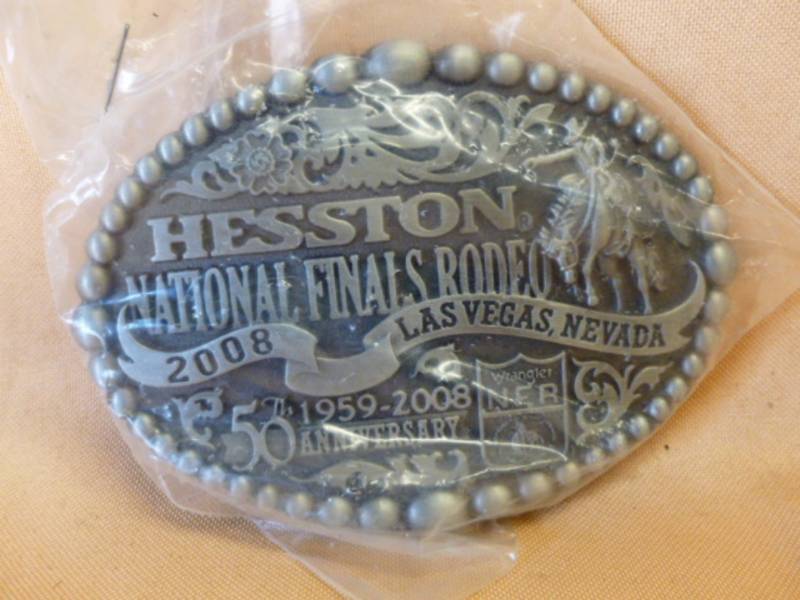 HESSTON®
NATIONAL FINALS RODEO
2008 LAS VEGAS, NEVADA
50Th 1959-2008
ANNIVERSARY
Wrangler
NFR